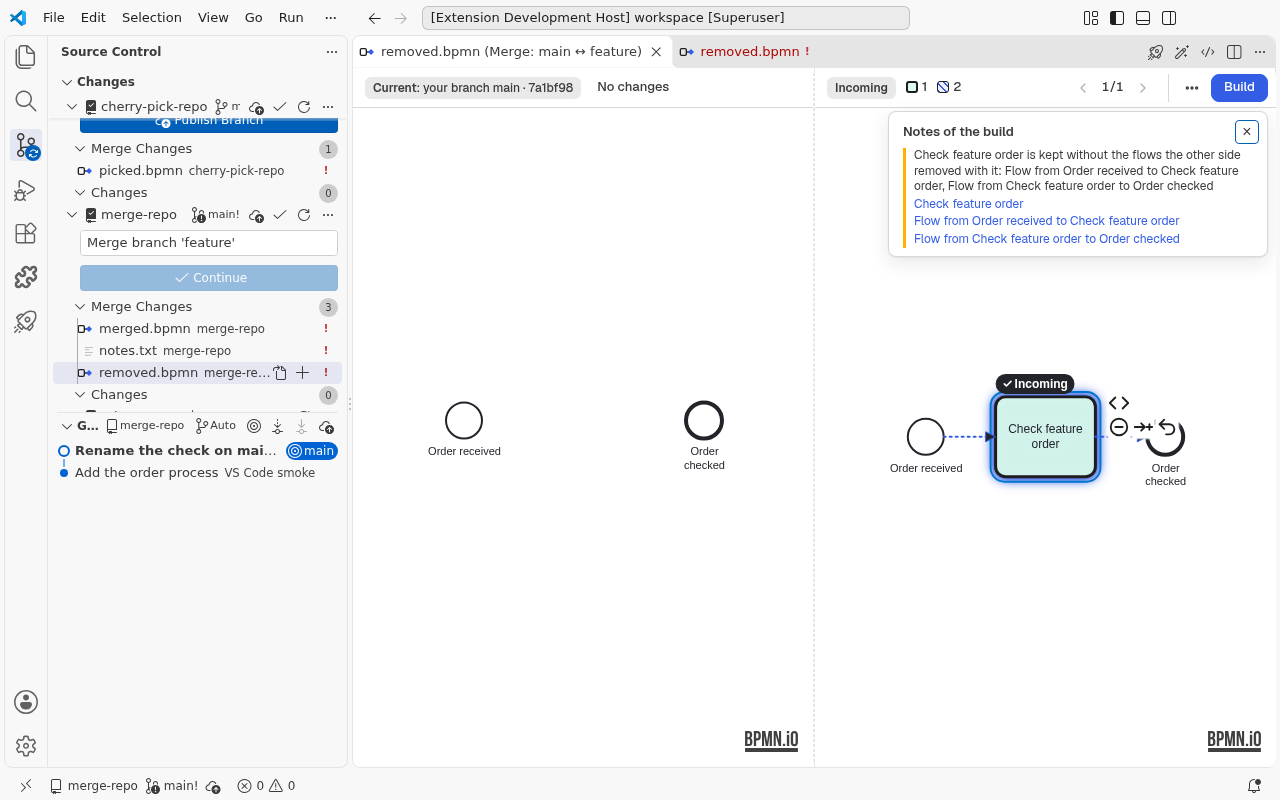 File Edit Selection View Go Run ···
[Extension Development Host] workspace [Superuser]
Source Control
Changes
cherry-pick-repo
Publish Branch
Merge Changes 1
picked.bpmn cherry-pick-repo !
Changes 0
merge-repo main!
Merge branch 'feature'
Continue
Merge Changes 3
merged.bpmn merge-repo !
notes.txt merge-repo !
removed.bpmn merge-re... !
Changes 0
G... merge-repo Auto
Rename the check on mai... main
Add the order process VS Code smoke
removed.bpmn (Merge: main ↔ feature)
removed.bpmn !
Current: your branch main · 7a1bf98 No changes
Incoming 1 2 1/1 Build
Notes of the build
Check feature order is kept without the flows the other side
removed with it: Flow from Order received to Check feature
order, Flow from Check feature order to Order checked
Check feature order
Flow from Order received to Check feature order
Flow from Check feature order to Order checked
Order received
Order
checked
Incoming
Check feature
order
Order received
Order
checked
BPMN.iO
BPMN.iO
merge-repo main! 0 0